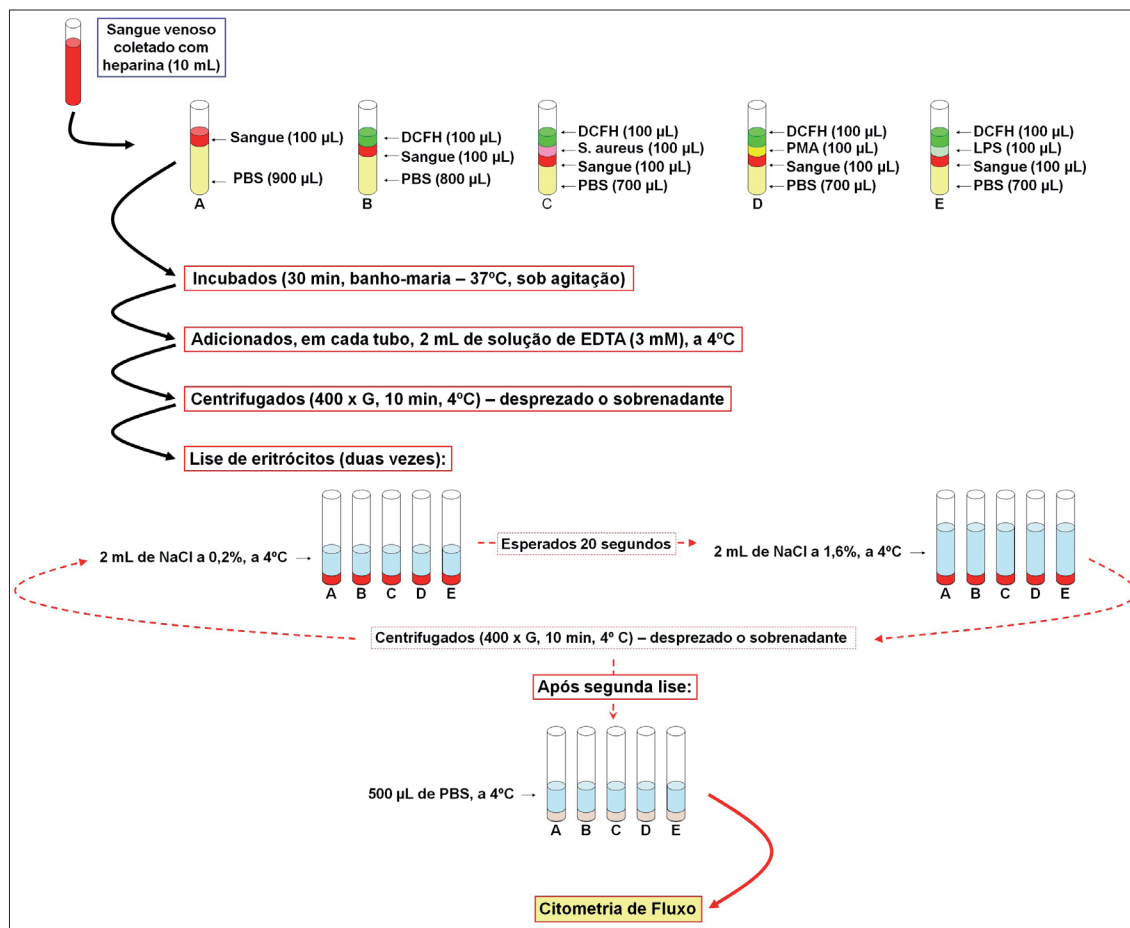 Sangue venoso
coletado com
heparina (10 mL)
Sangue (100 µL)
PBS (900 µL)
A
DCFH (100 µL)
Sangue (100 µL)
PBS (800 µL)
B
DCFH (100 µL)
S. aureus (100 µL)
Sangue (100 µL)
PBS (700 µL)
C
DCFH (100 µL)
PMA (100 µL)
Sangue (100 µL)
PBS (700 µL)
D
DCFH (100 µL)
LPS (100 µL)
Sangue (100 µL)
PBS (700 µL)
E
Incubados (30 min, banho-maria – 37ºC, sob agitação)
Adicionados, em cada tubo, 2 mL de solução de EDTA (3 mM), a 4ºC
Centrifugados (400 x G, 10 min, 4ºC) – desprezado o sobrenadante
Lise de eritrócitos (duas vezes):
2 mL de NaCl a 0,2%, a 4ºC
A B C D E
Esperados 20 segundos
2 mL de NaCl a 1,6%, a 4ºC
A B C D E
Centrifugados (400 x G, 10 min, 4º C) – desprezado o sobrenadante
Após segunda lise:
500 µL de PBS, a 4ºC
A B C D E
Citometria de Fluxo